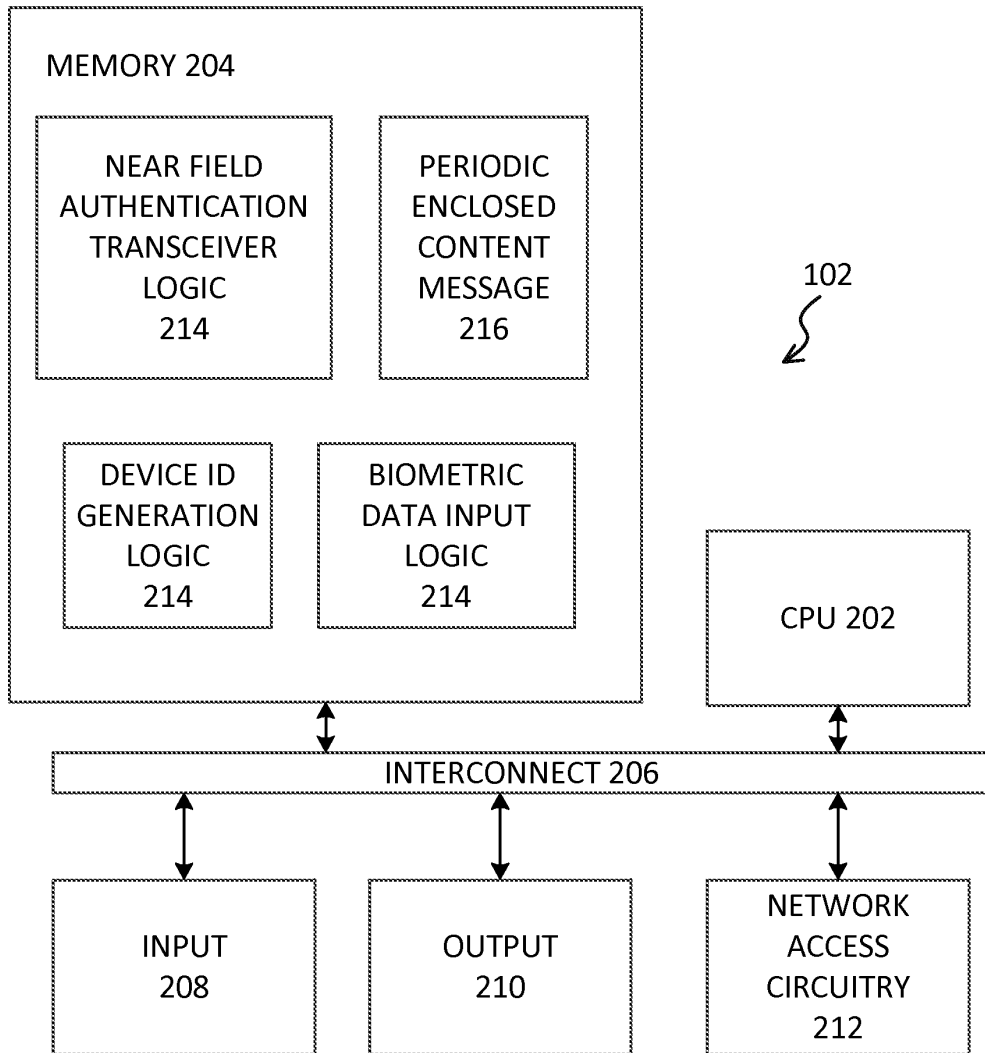 MEMORY 204
NEAR FIELD
AUTHENTICATION
TRANSCEIVER
LOGIC
214
PERIODIC
ENCLOSED
CONTENT
MESSAGE
216
102
DEVICE ID
GENERATION
LOGIC
214
BIOMETRIC
DATA INPUT
LOGIC
214
CPU 202
INTERCONNECT 206
INPUT
208
OUTPUT
210
NETWORK
ACCESS
CIRCUITRY
212